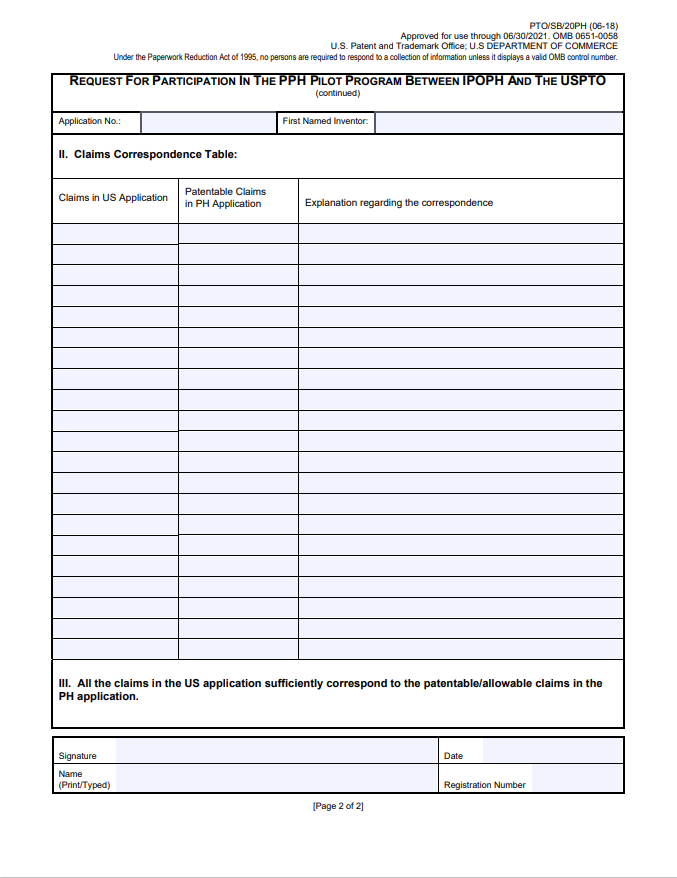 PTO/SB/20PH (06-18)
Approved for use through 06/30/2021. OMB 0651-0058
U.S. Patent and Trademark Office; U.S DEPARTMENT OF COMMERCE
Under the Paperwork Reduction Act of 1995, no persons are required to respond to a collection of information unless it displays a valid OMB control number.
REQUEST FOR PARTICIPATION IN THE PPH PILOT PROGRAM BETWEEN IPOPH AND THE USPTO
(continued)
Application No.: First Named Inventor:
II. Claims Correspondence Table:
Claims in US Application
Patentable Claims
in PH Application
Explanation regarding the correspondence
III. All the claims in the US application sufficiently correspond to the patentable/allowable claims in the
PH application.
Signature Date
Name
(Print/Typed) Registration Number
[Page 2 of 2]